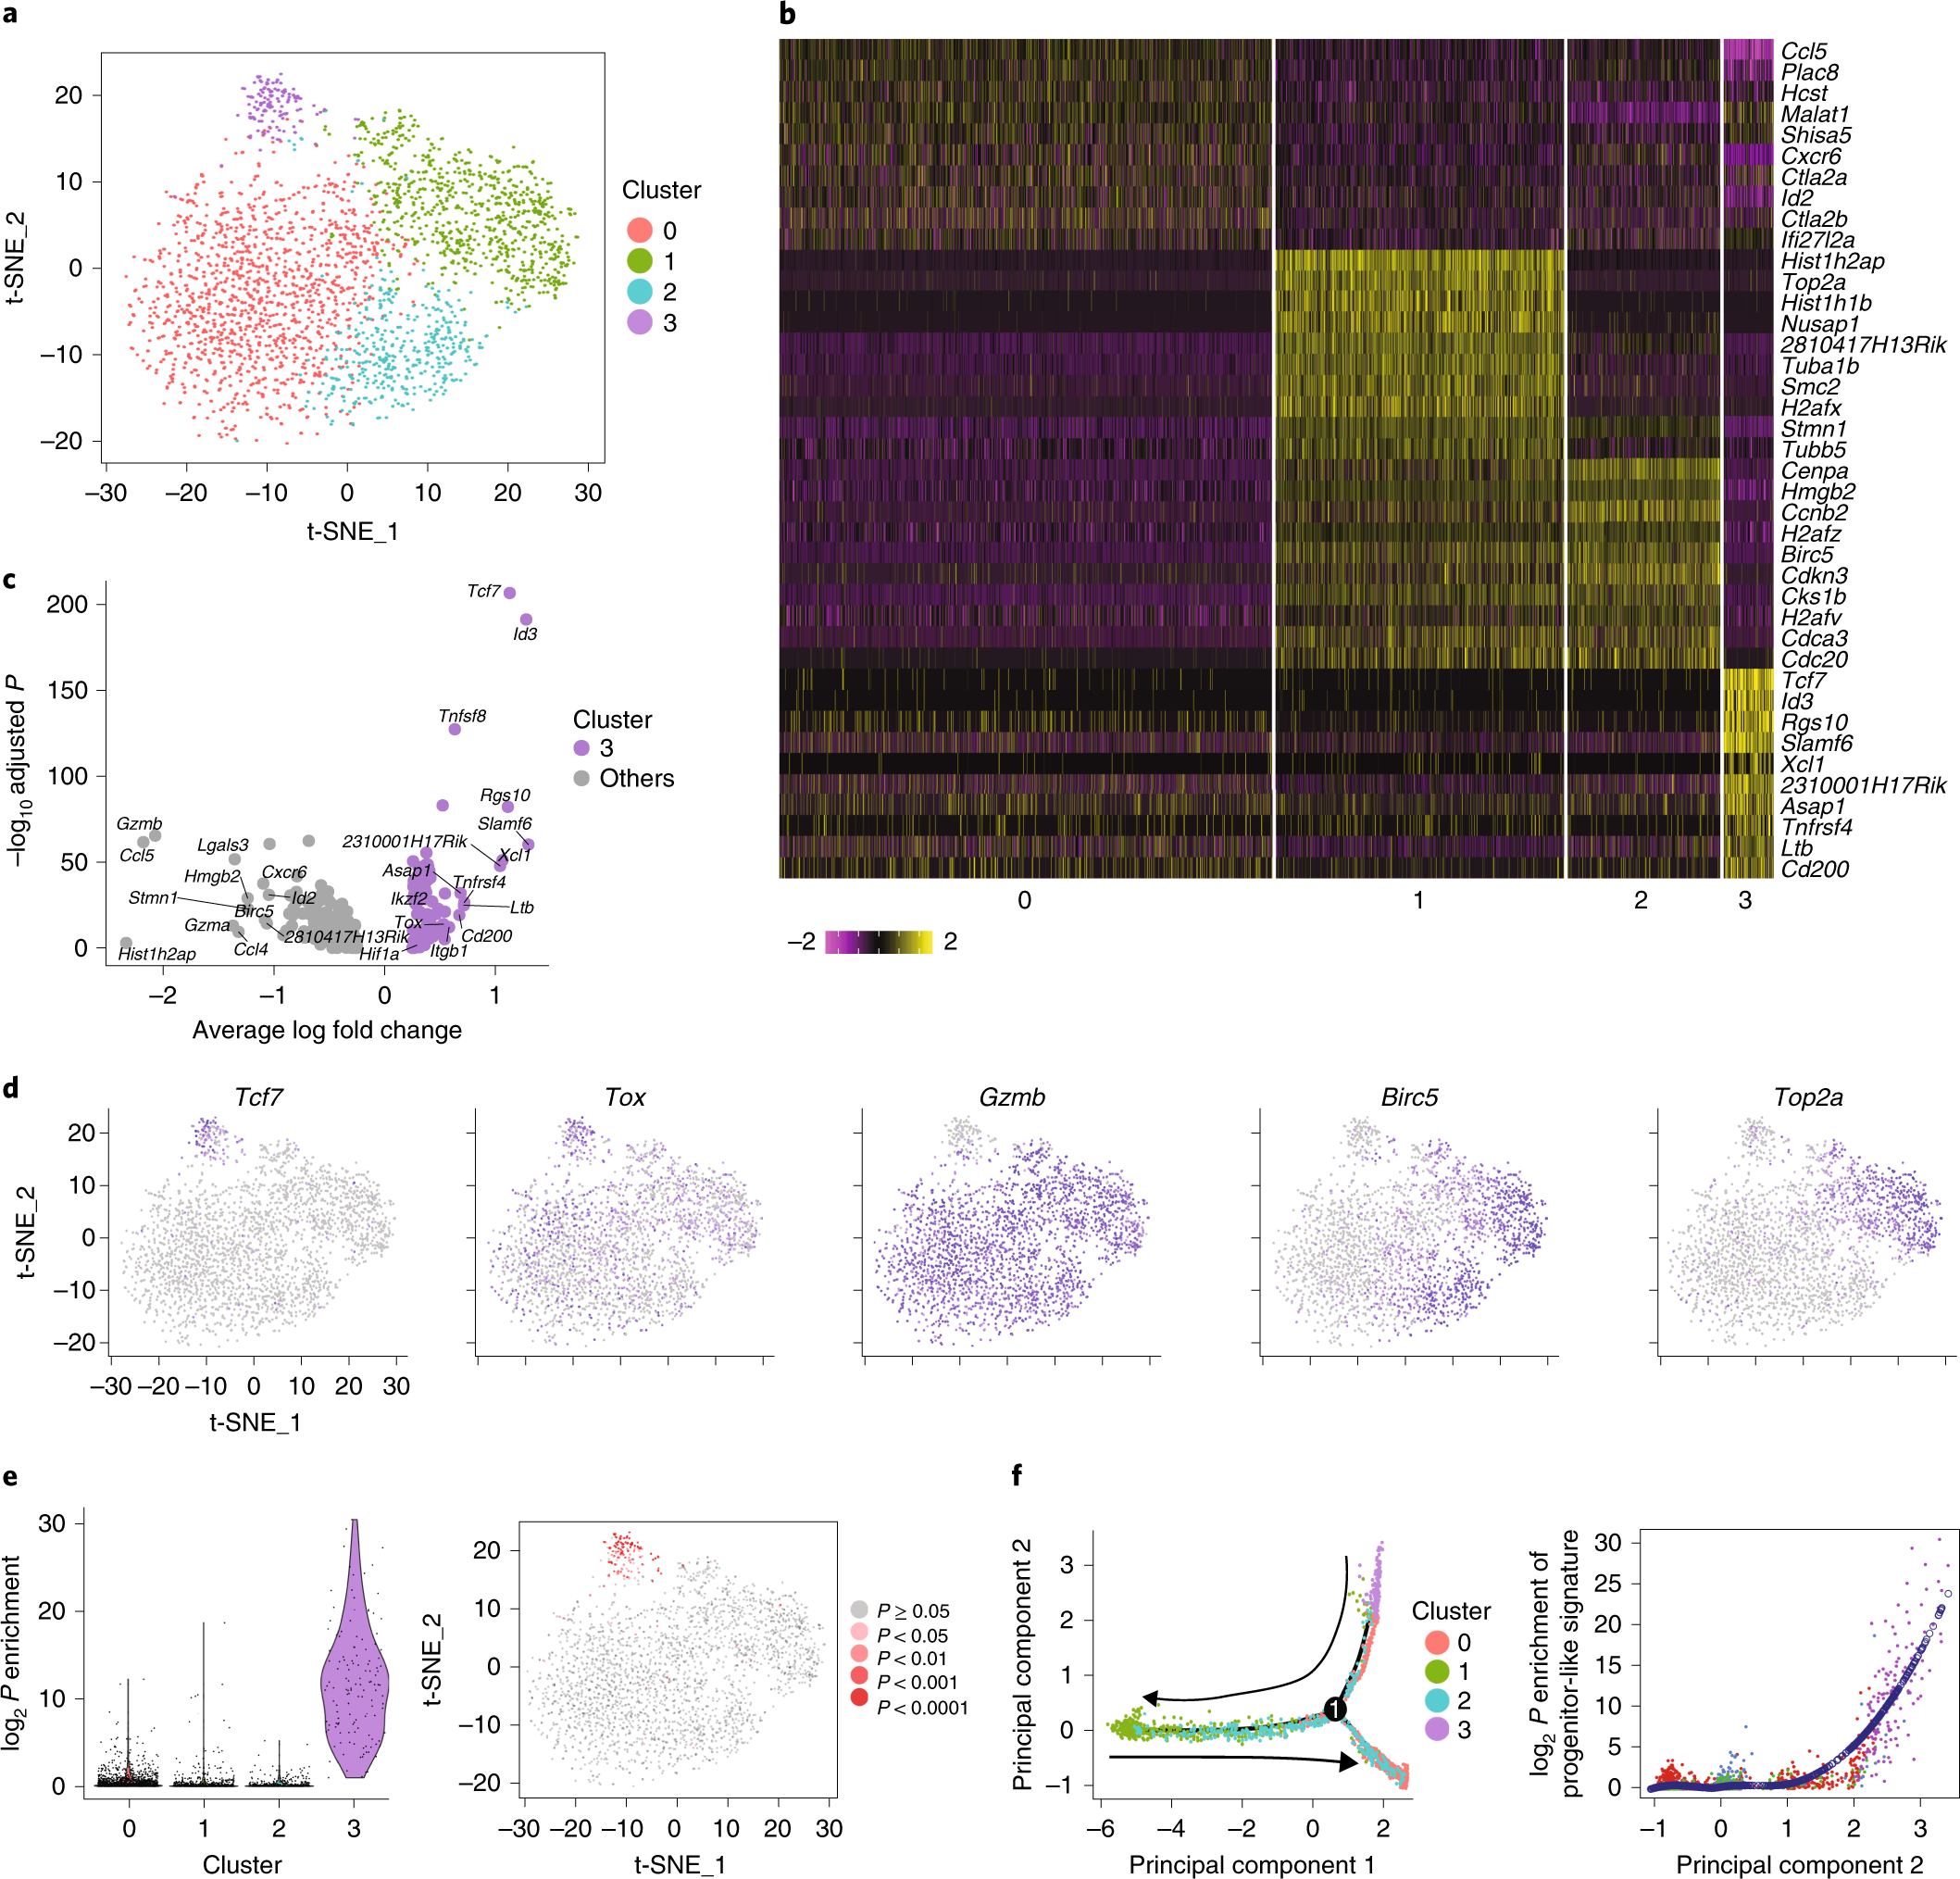 a
20
10
0
−10
−20
t-SNE_2
−30 −20 −10 0 10 20 30
t-SNE_1
Cluster
0
1
2
3
b
Ccl5
Plac8
Hcst
Malat1
Shisa5
Cxcr6
Ctla2a
Id2
Ctla2b
Ifi27l2a
Hist1h2ap
Top2a
Hist1h1b
Nusap1
2810417H13Rik
Tuba1b
Smc2
H2afx
Stmn1
Tubb5
Cenpa
Hmgb2
Ccnb2
H2afz
Birc5
Cdkn3
Cks1b
H2afv
Cdca3
Cdc20
Tcf7
Id3
Rgs10
Slamf6
Xcl1
2310001H17Rik
Asap1
Tnfrsf4
Ltb
Cd200
0 1 2 3
−2 2
c
200
150
100
50
0
−log10 adjusted P
Tcf7
Id3
Tnfsf8
Rgs10
Slamf6
2310001H17Rik
Xcl1
Asap1
Tnfrsf4
Ikzf2
Ltb
Tox
Cd200
Hif1a
Itgb1
Gzmb
Ccl5
Lgals3
Hmgb2
Cxcr6
Stmn1
Id2
Birc5
Gzma
2810417H13Rik
Ccl4
Hist1h2ap
−2 −1 0 1
Average log fold change
Cluster
3
Others
d
Tcf7 Tox Gzmb Birc5 Top2a
20
10
0
−10
−20
t-SNE_2
−30 −20 −10 0 10 20 30
t-SNE_1
e
30
20
10
0
log2 P enrichment
0 1 2 3
Cluster
20
10
0
−10
−20
t-SNE_2
−30 −20 −10 0 10 20 30
t-SNE_1
P ≥ 0.05
P < 0.05
P < 0.01
P < 0.001
P < 0.0001
f
3
2
1
0
−1
Principal component 2
1
−6 −4 −2 0 2
Principal component 1
Cluster
0
1
2
3
30
25
20
15
10
5
0
log2 P enrichment of
progenitor-like signature
−1 0 1 2 3
Principal component 2